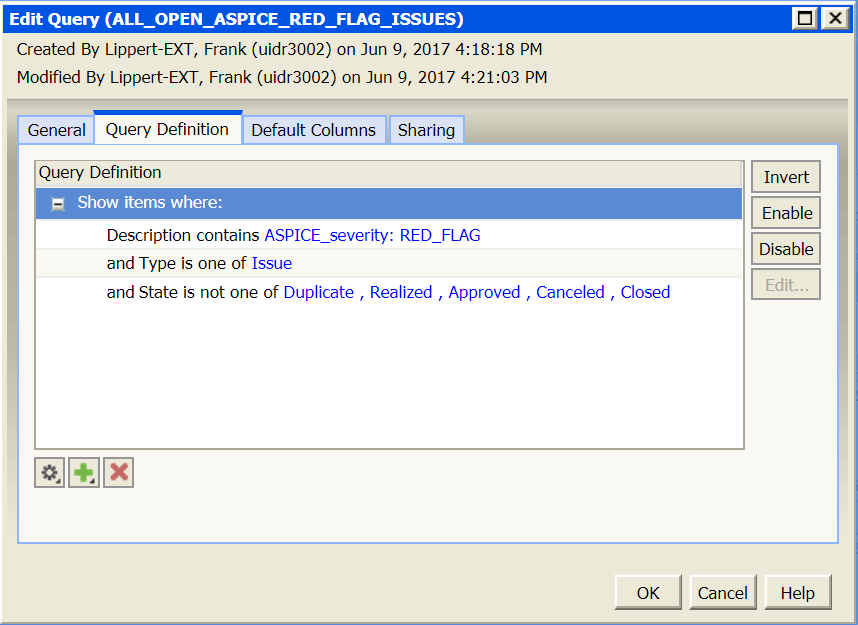 Edit Query (ALL_OPEN_ASPICE_RED_FLAG_ISSUES)
Created By Lippert-EXT, Frank (uidr3002) on Jun 9, 2017 4:18:18 PM
Modified By Lippert-EXT, Frank (uidr3002) on Jun 9, 2017 4:21:03 PM
General Query Definition Default Columns Sharing
Query Definition
Show items where:
Description contains ASPICE_severity: RED_FLAG
and Type is one of Issue
and State is not one of Duplicate , Realized , Approved , Canceled , Closed
Invert
Enable
Disable
Edit...
OK Cancel Help